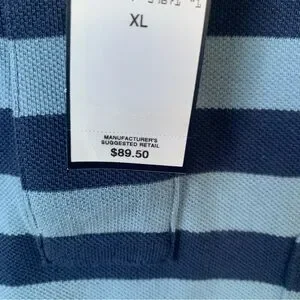 XL
MANUFACTURER'S
SUGGESTED RETAIL
$89.50